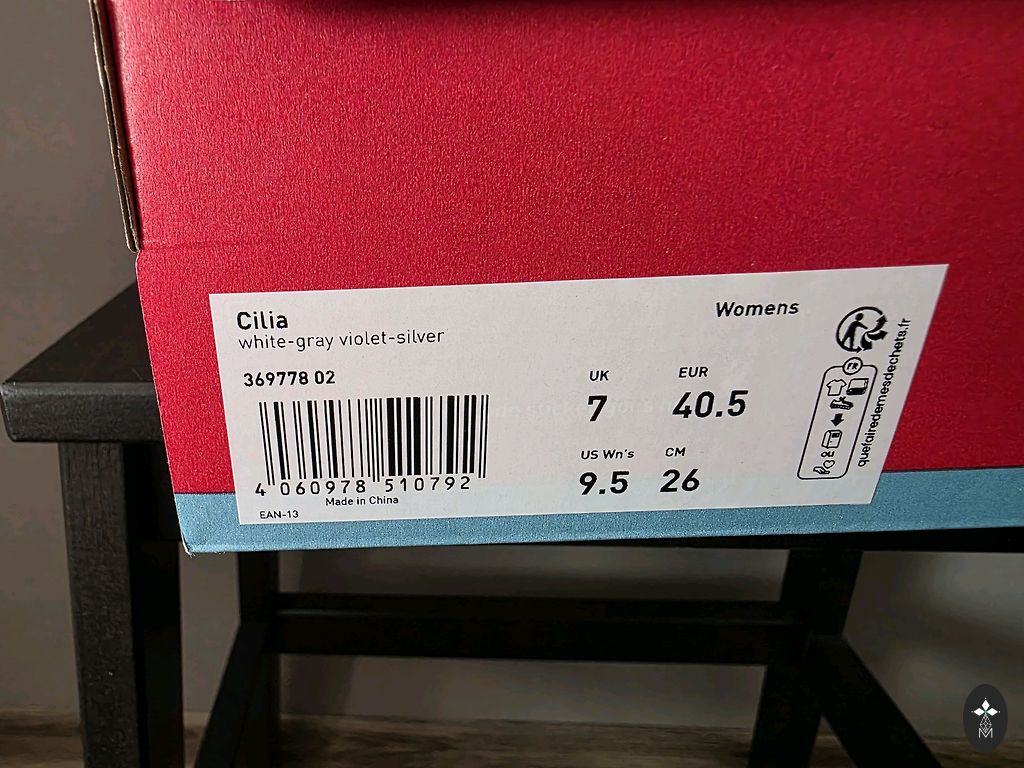 Cilia
white-gray violet-silver
Womens
369778 02
UK
EUR
7
40.5
US Wn's
CM
9.5
26
4 060978 510792
Made in China
EAN-13
FR
quefairedemesdechets.fr
M